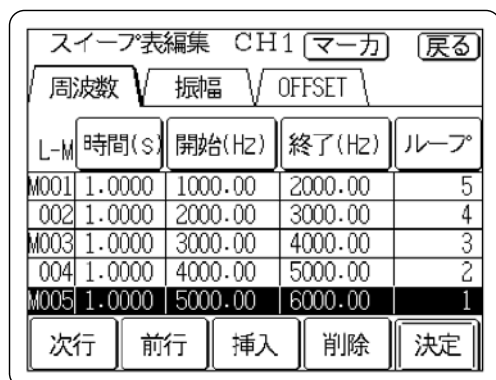 スイープ表編集 CH1 マーカ 戻る
周波数 振幅 OFFSET
L-M 時間(S) 開始(HZ) 終了(HZ) ループ
M001 1.0000 1000.00 2000.00 5
002 1.0000 2000.00 3000.00 4
M003 1.0000 3000.00 4000.00 3
004 1.0000 4000.00 5000.00 2
M005 1.0000 5000.00 6000.00 1
次行 前行 挿入 削除 決定